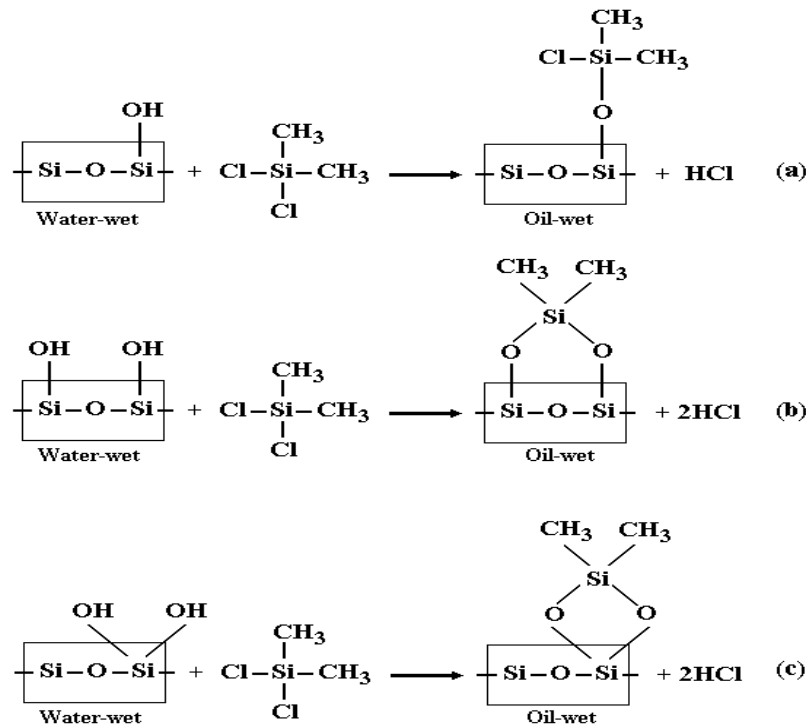 CH3
Cl–Si–CH3
OH CH3 O
Si–O–Si + Cl–Si–CH3 Si–O–Si + HCl (a)
Cl
Water-wet Oil-wet
CH3 CH3
Si
OH OH CH3 O O
Si–O–Si + Cl–Si–CH3 Si–O–Si + 2HCl (b)
Cl
Water-wet Oil-wet
CH3 CH3
Si
OH OH CH3 O O
Si–O–Si + Cl–Si–CH3 Si–O–Si + 2HCl (c)
Cl
Water-wet Oil-wet